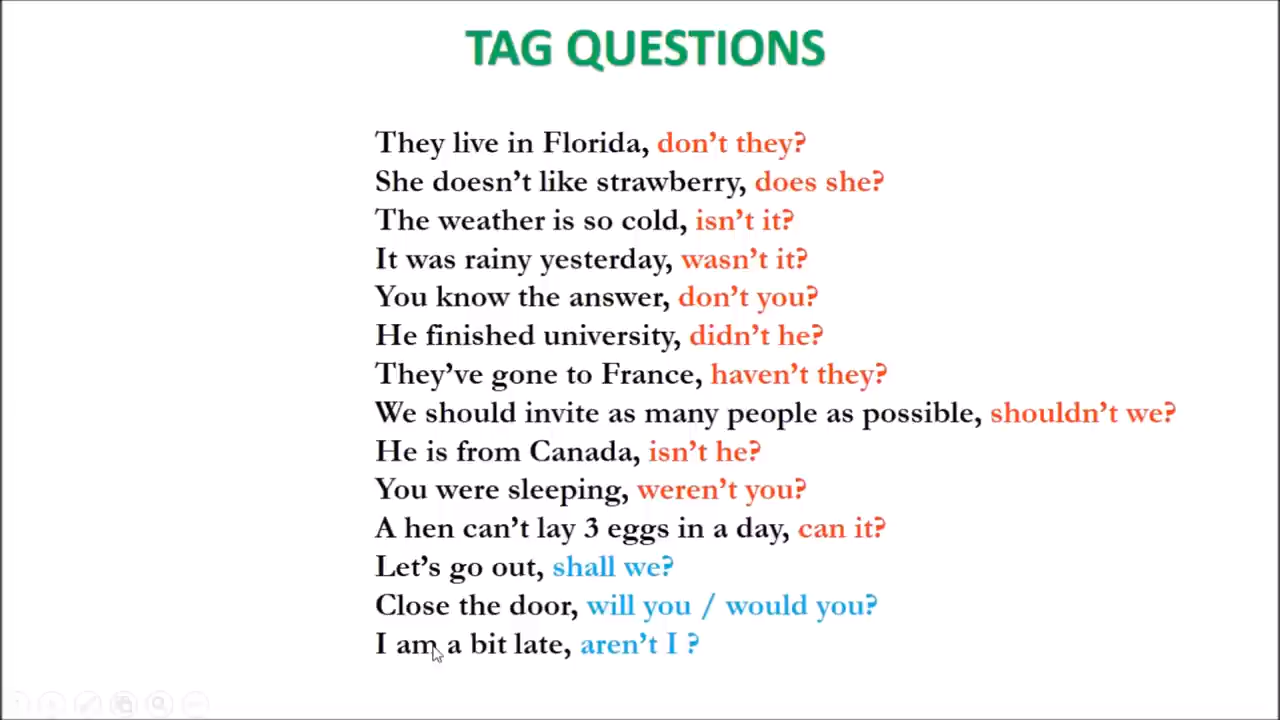 TAG QUESTIONS
They live in Florida, don't they?
She doesn't like strawberry, does she?
The weather is so cold, isn't it?
It was rainy yesterday, wasn't it?
You know the answer, don't you?
He finished university, didn't he?
They've gone to France, haven't they?
We should invite as many people as possible, shouldn't we?
He is from Canada, isn't he?
You were sleeping, weren't you?
A hen can't lay 3 eggs in a day, can it?
Let's go out, shall we?
Close the door, will you / would you?
I am a bit late, aren't I ?